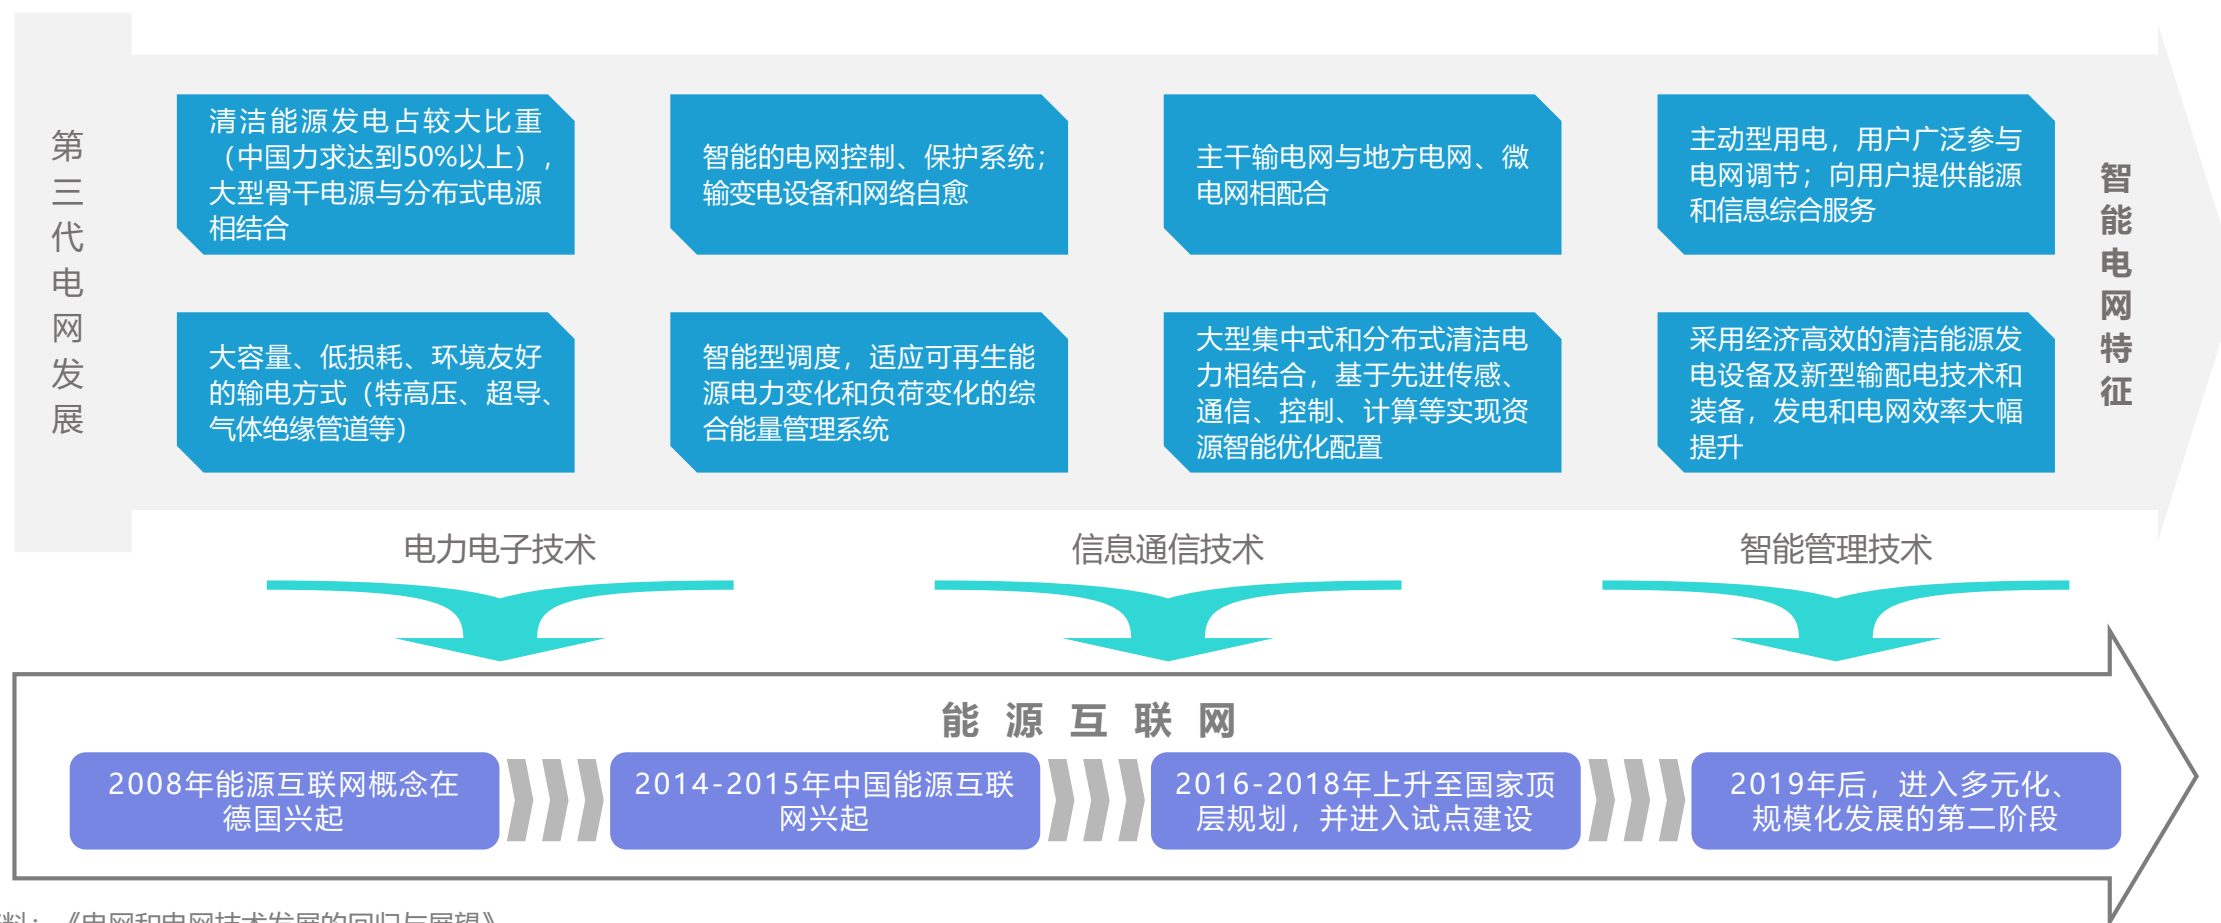 第三代电网发展
清洁能源发电占较大比重
（中国力求达到50%以上），
大型骨干电源与分布式电源
相结合
智能的电网控制、保护系统；
输变电设备和网络自愈
主干输电网与地方电网、微
电网相配合
主动型用电，用户广泛参与
电网调节；向用户提供能源
和信息综合服务
大容量、低损耗、环境友好
的输电方式（特高压、超导、
气体绝缘管道等）
智能型调度，适应可再生能
源电力变化和负荷变化的综
合能量管理系统
大型集中式和分布式清洁电
力相结合，基于先进传感、
通信、控制、计算等实现资
源智能优化配置
采用经济高效的清洁能源发
电设备及新型输配电技术和
装备，发电和电网效率大幅
提升
智能电网特征
电力电子技术
信息通信技术
智能管理技术
能源互联网
2008年能源互联网概念在
德国兴起
2014-2015年中国能源互联
网兴起
2016-2018年上升至国家顶
层规划，并进入试点建设
2019年后，进入多元化、
规模化发展的第二阶段
料：《电网和电网技术发展的回归与展望》